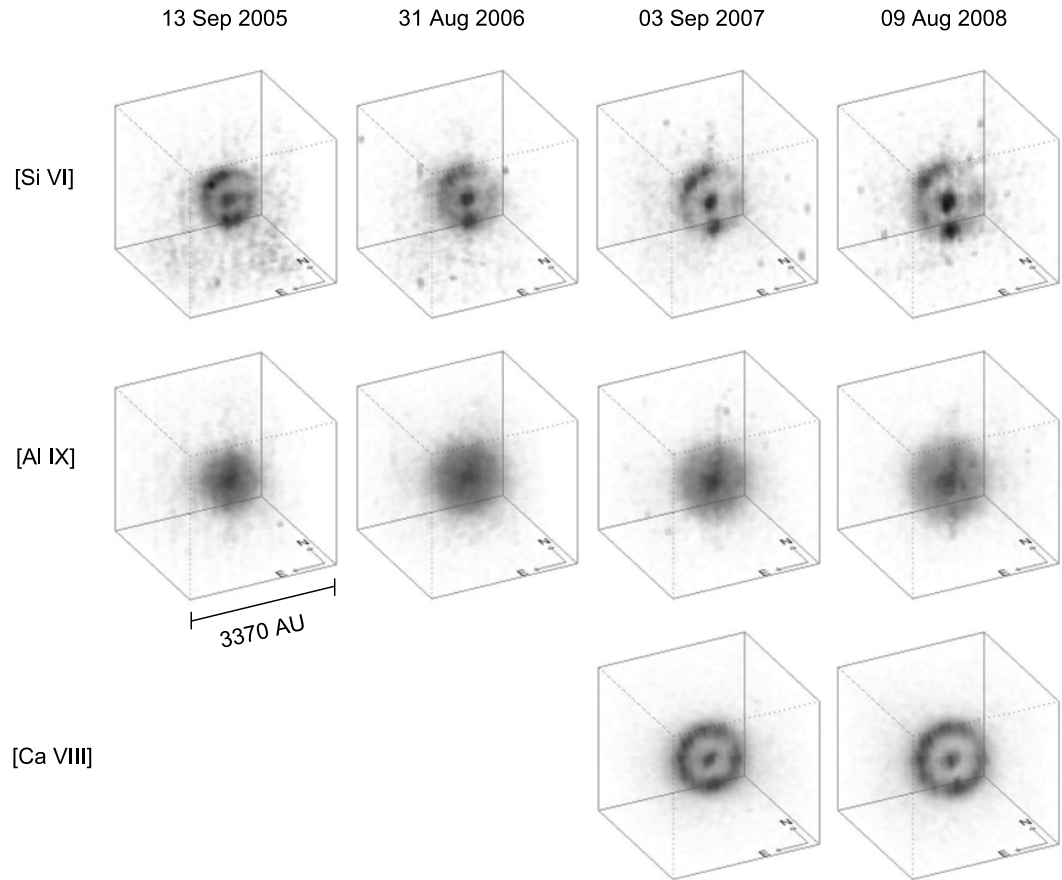 13 Sep 2005 31 Aug 2006 03 Sep 2007 09 Aug 2008
[Si VI]
N N N N
E E E E
[Al IX]
N N N N
E E E E
3370 AU
[Ca VIII]
N N
E E